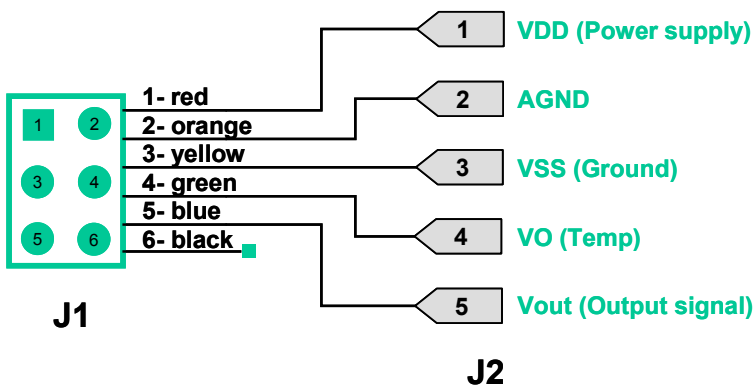 1- red
2- orange
3- yellow
4- green
5- blue
6- black
1 2
3 4
5 6
J1
1 VDD (Power supply)
2 AGND
3 VSS (Ground)
4 VO (Temp)
5 Vout (Output signal)
J2